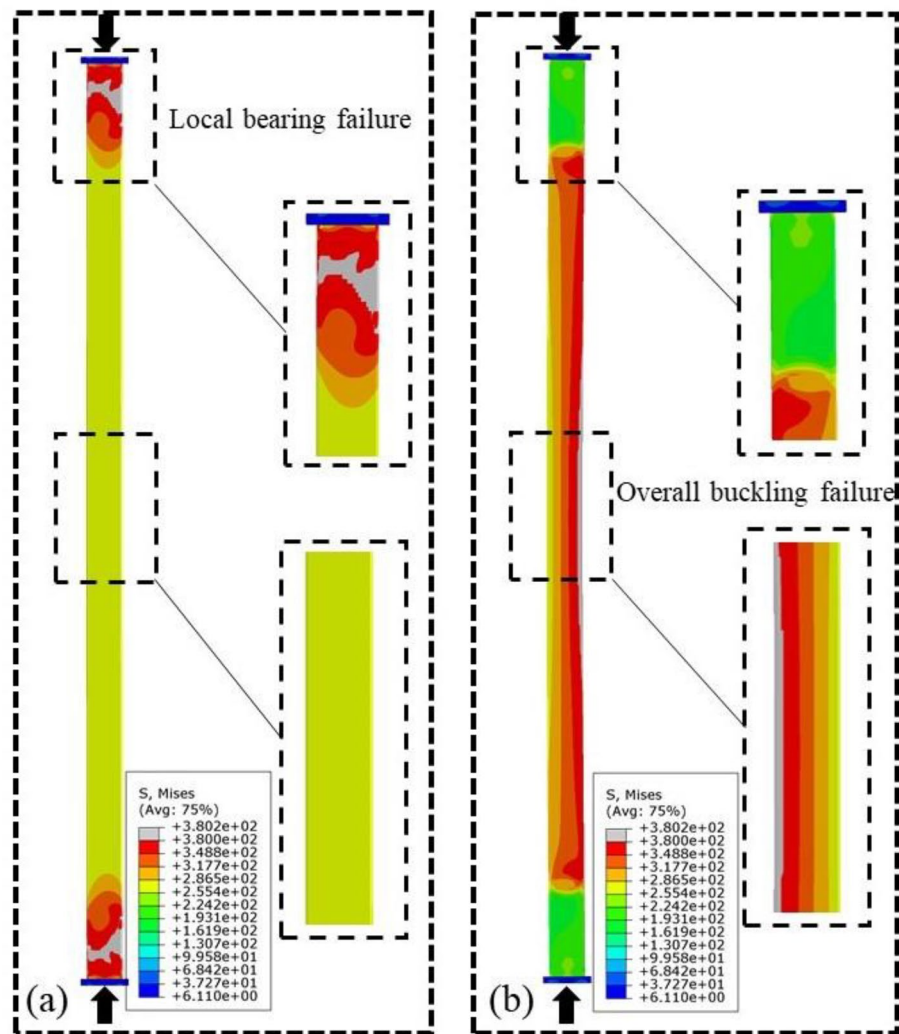 Local bearing failure
S, Mises
(Avg: 75%)
+3.802e+02
+3.800e+02
+3.488e+02
+3.177e+02
+2.865e+02
+2.554e+02
+2.242e+02
+1.931e+02
+1.619e+02
+1.307e+02
+9.958e+01
+6.842e+01
+3.727e+01
+6.110e+00
(a)
Overall buckling failure
S, Mises
(Avg: 75%)
+3.802e+02
+3.800e+02
+3.488e+02
+3.177e+02
+2.865e+02
+2.554e+02
+2.242e+02
+1.931e+02
+1.619e+02
+1.307e+02
+9.958e+01
+6.842e+01
+3.727e+01
+6.110e+00
(b)